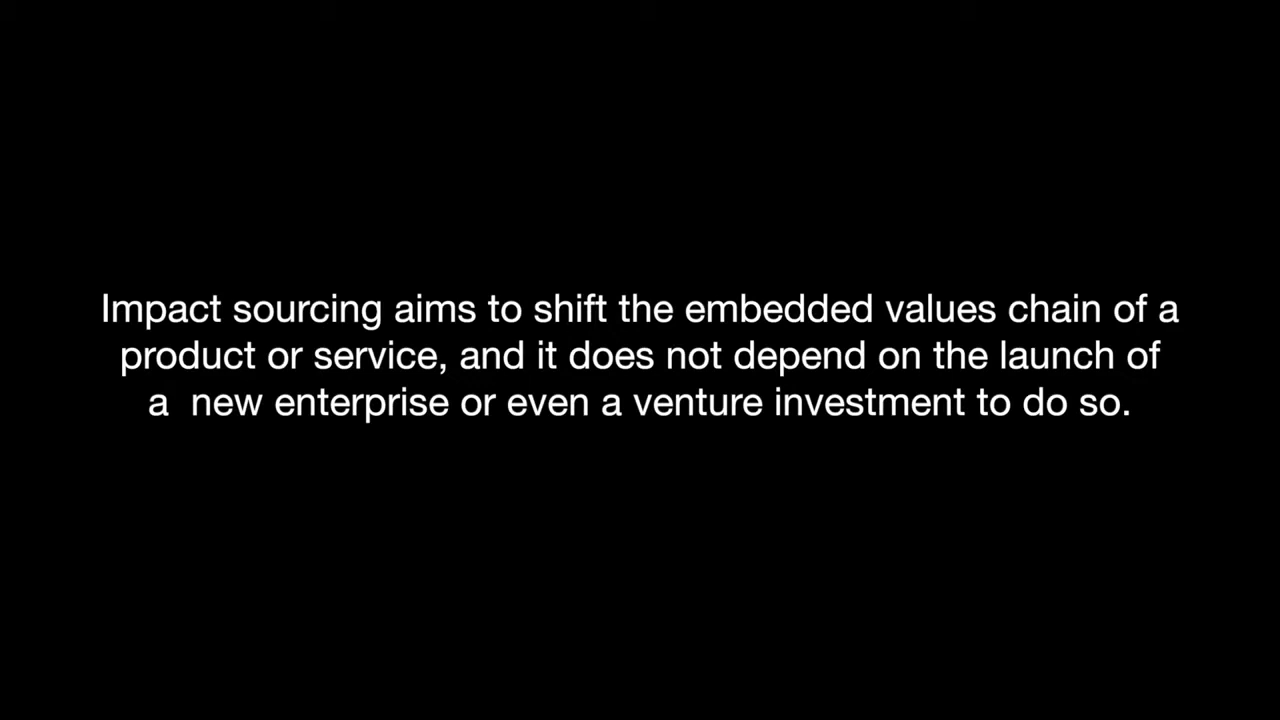 Impact sourcing aims to shift the embedded values chain of a
product or service, and it does not depend on the launch of
a  new enterprise or even a venture investment to do so.